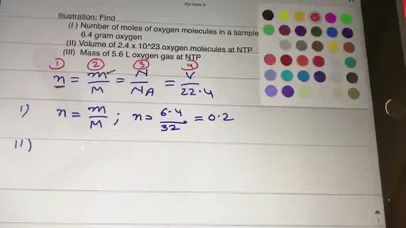 My Note 6
Illustration: Find
(I) Number of moles of oxygen molecules in a sample
6.4 gram oxygen
(II) Volume of 2.4 x 10^23 oxygen molecules at NTP
(III) Mass of 5.6 L oxygen gas at NTP
① ② ③ ④
n = m/M = N/NA = V/22.4
i) n = m/M ; n = 6.4/32 = 0.2
ii)